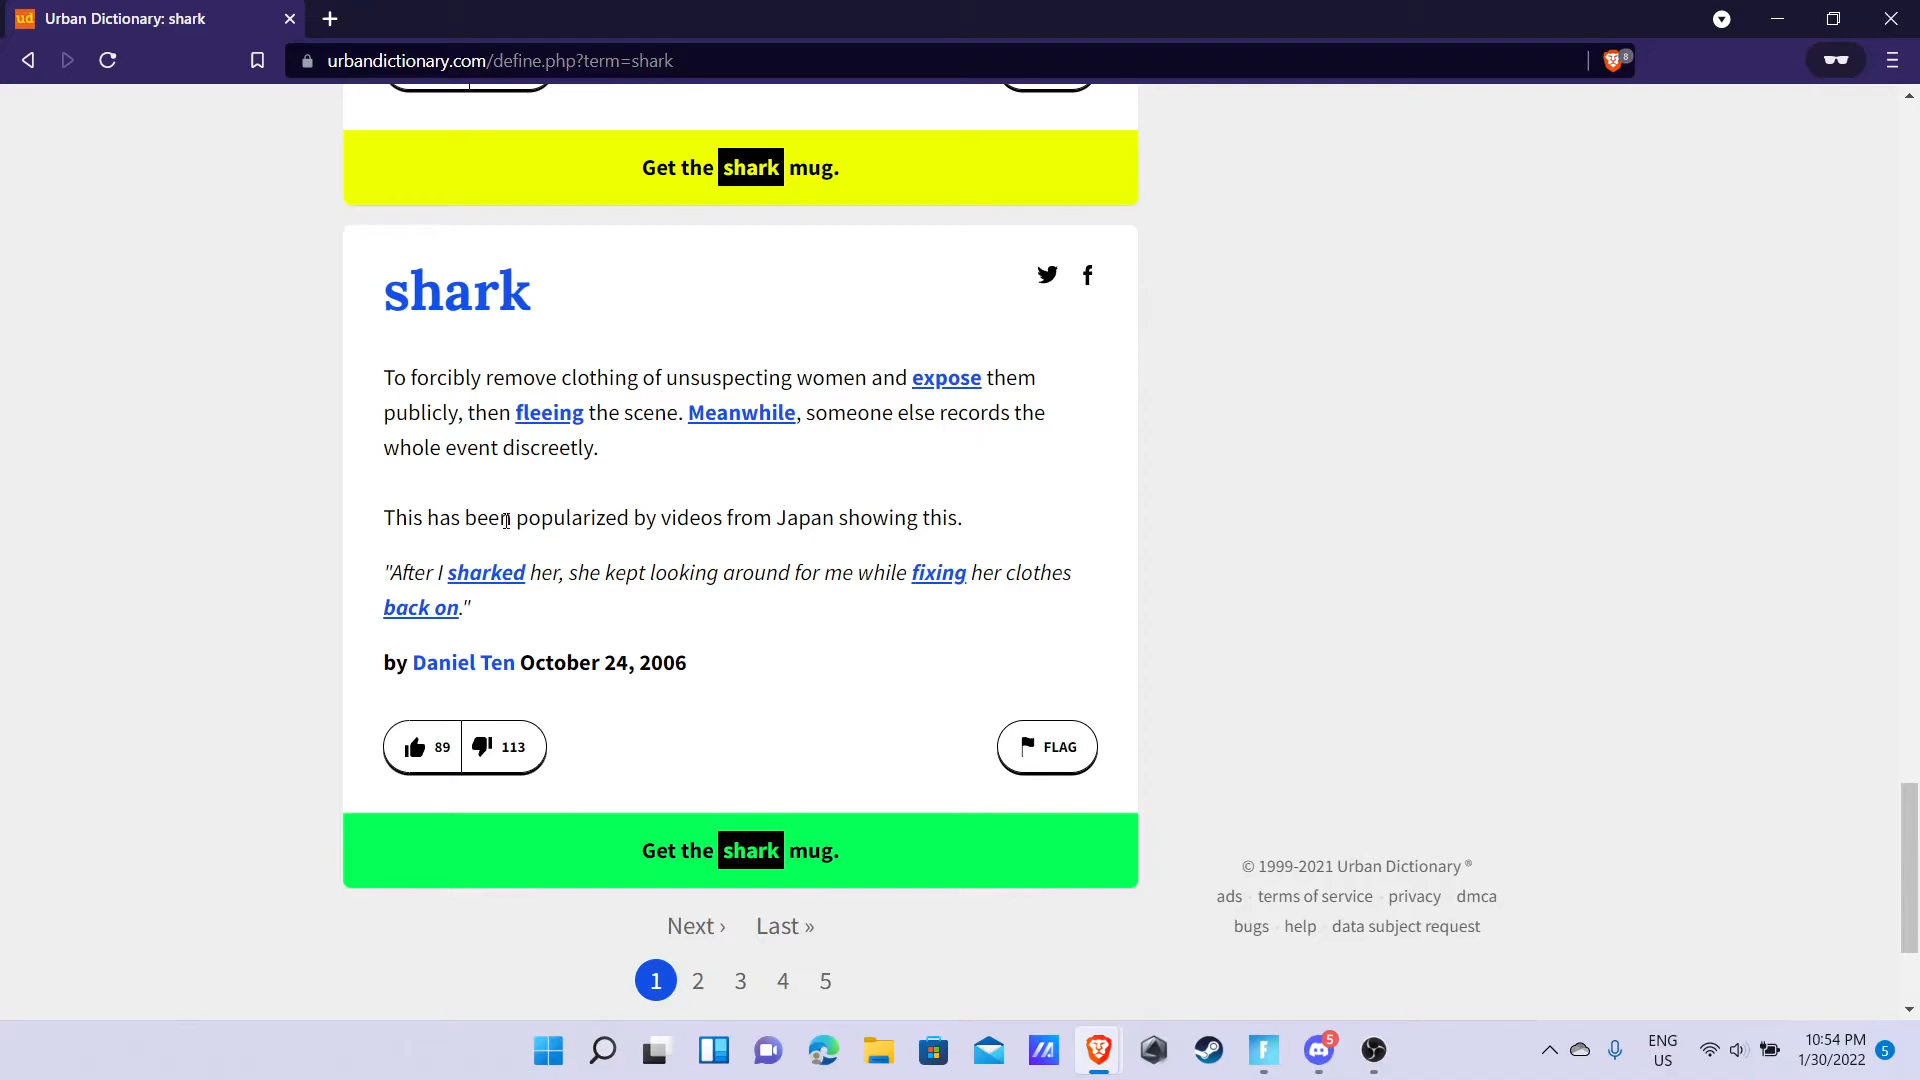 ud Urban Dictionary: shark
urbandictionary.com/define.php?term=shark
8
Get the shark mug.
shark
To forcibly remove clothing of unsuspecting women and expose them
publicly, then fleeing the scene. Meanwhile, someone else records the
whole event discreetly.
This has been popularized by videos from Japan showing this.
"After I sharked her, she kept looking around for me while fixing her clothes
back on."
by Daniel Ten October 24, 2006
89 113 FLAG
Get the shark mug.
© 1999-2021 Urban Dictionary ®
ads · terms of service · privacy · dmca
bugs · help · data subject request
Next › Last »
1 2 3 4 5
5
ENG
US
10:54 PM
1/30/2022
5